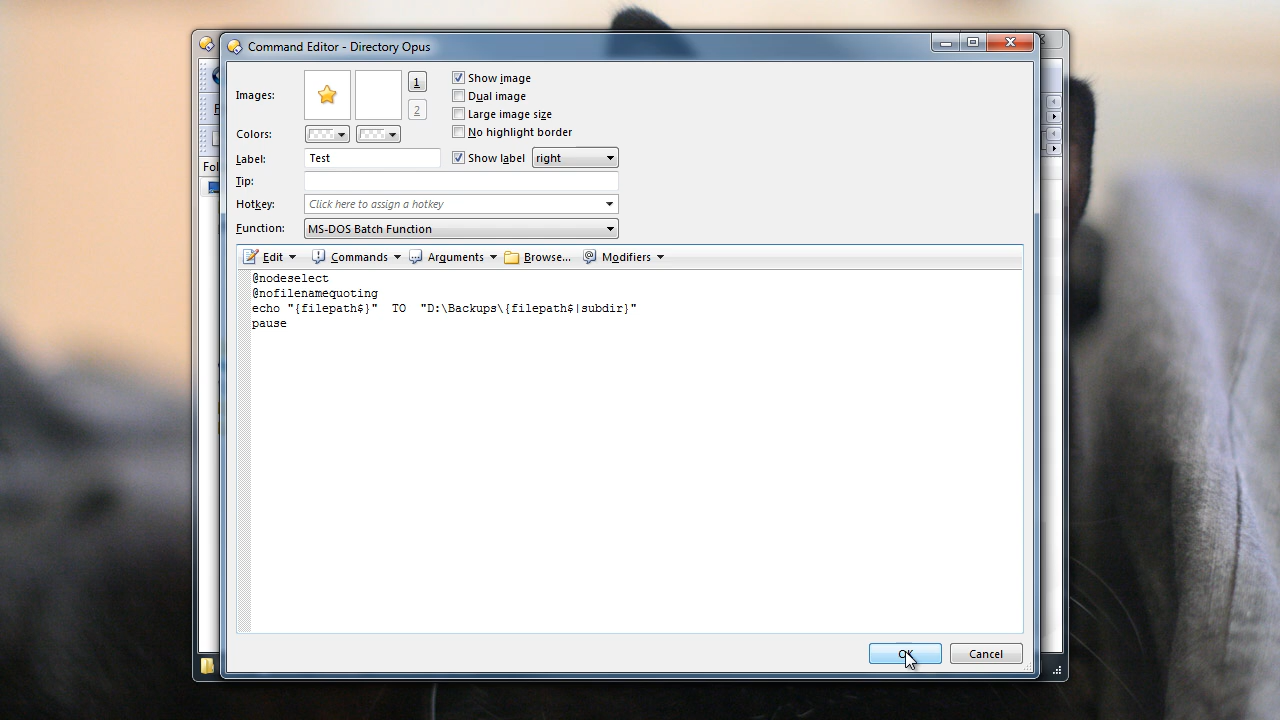 Command Editor - Directory Opus
Images:
1
2
Show image
Dual image
Large image size
No highlight border
Colors:
Label:
Test
Show label
right
Tip:
Hotkey:
Click here to assign a hotkey
Function:
MS-DOS Batch Function
Fol
Edit
Commands
Arguments
Browse...
Modifiers
@nodeselect
@nofilenamequoting
echo "{filepath$}"  TO  "D:\Backups\{filepath$|subdir}"
pause
OK
Cancel